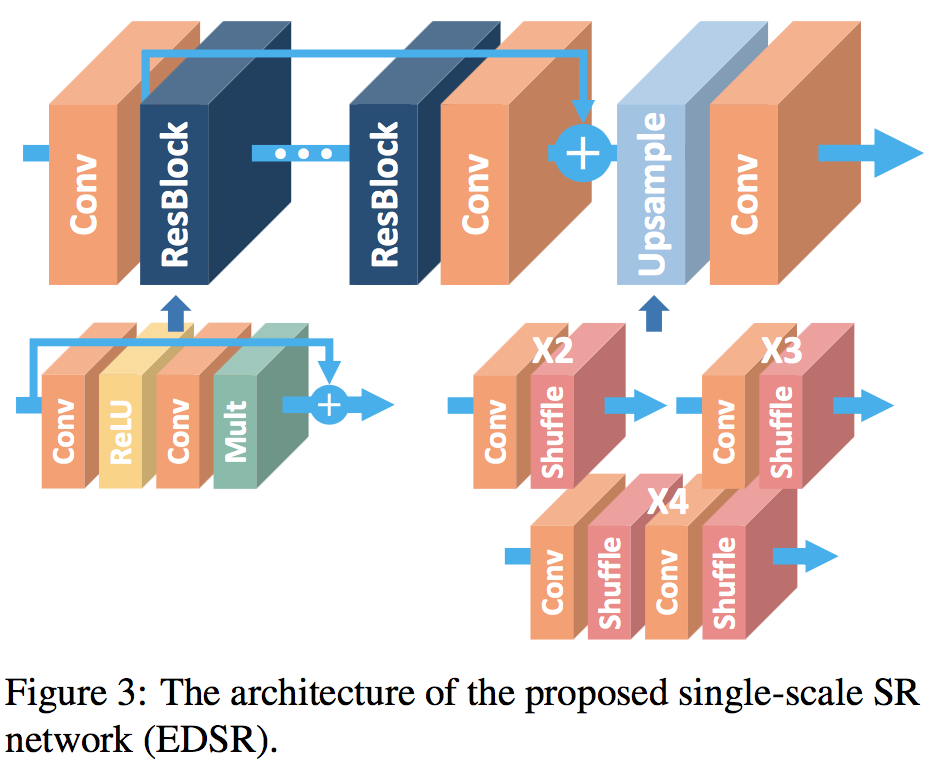 Conv
ResBlock
ResBlock
Conv
+
Upsample
Conv
Conv
ReLU
Conv
Mult
+
X2
Conv
Shuffle
X3
Conv
Shuffle
X4
Conv
Shuffle
Conv
Shuffle
Figure 3: The architecture of the proposed single-scale SR
network (EDSR).